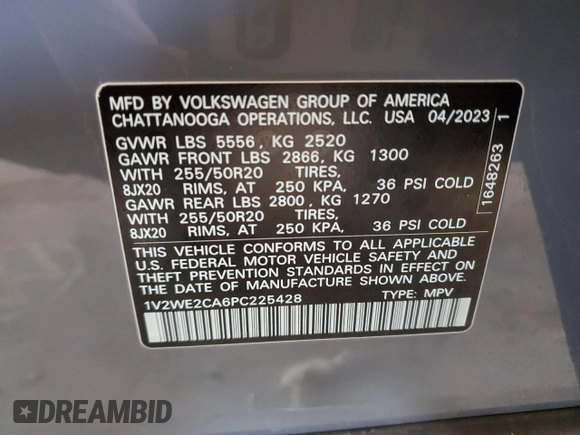 MFD BY VOLKSWAGEN GROUP OF AMERICA
CHATTANOOGA OPERATIONS, LLC. USA 04/2023
GVWR LBS 5556, KG 2520
GAWR FRONT LBS 2866, KG 1300
WITH 255/50R20 TIRES,
8JX20 RIMS, AT 250 KPA, 36 PSI COLD
GAWR REAR LBS 2800, KG 1270
WITH 255/50R20 TIRES,
8JX20 RIMS, AT 250 KPA, 36 PSI COLD
THIS VEHICLE CONFORMS TO ALL APPLICABLE
U.S. FEDERAL MOTOR VEHICLE SAFETY AND
THEFT PREVENTION STANDARDS IN EFFECT ON
THE DATE OF MANUFACTURE SHOWN ABOVE.
1V2WE2CA6PC225428 TYPE: MPV
1648263 1
DREAMBID